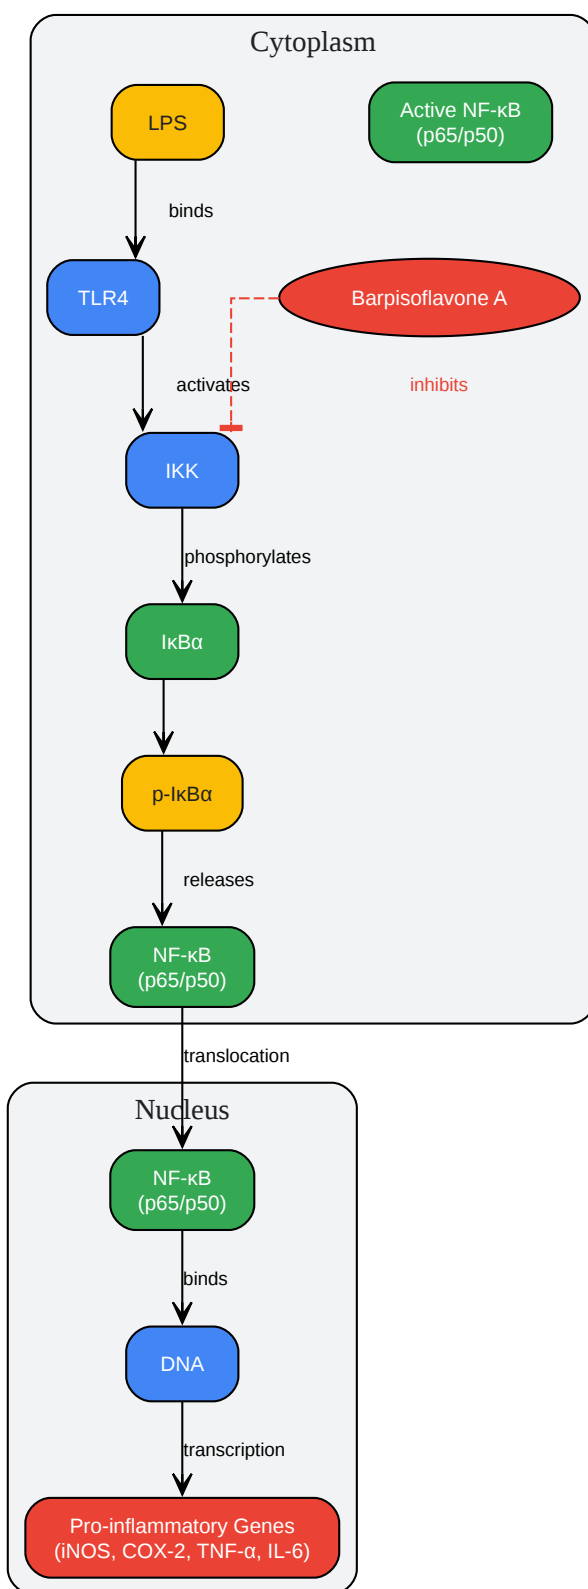 Cytoplasm
LPS
Active NF-κB
(p65/p50)
binds
TLR4
Barpisoflavone A
activates
inhibits
IKK
phosphorylates
IκBα
p-IκBα
releases
NF-κB
(p65/p50)
translocation
Nucleus
NF-κB
(p65/p50)
binds
DNA
transcription
Pro-inflammatory Genes
(iNOS, COX-2, TNF-α, IL-6)